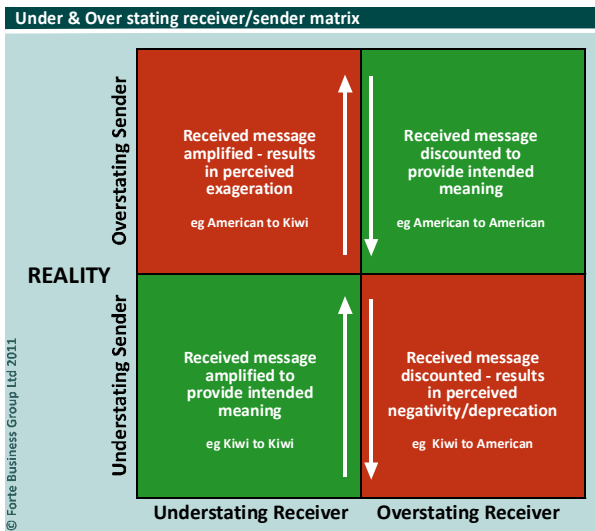 Under & Over stating receiver/sender matrix
Overstating Sender
Received message
amplified - results
in perceived
exageration
eg American to Kiwi
Received message
discounted to
provide intended
meaning
eg American to American
REALITY
Understating Sender
Received message
amplified to
provide intended
meaning
eg Kiwi to Kiwi
Received message
discounted - results
in perceived
negativity/deprecation
eg Kiwi to American
Understating Receiver
Overstating Receiver
© Forte Business Group Ltd 2011